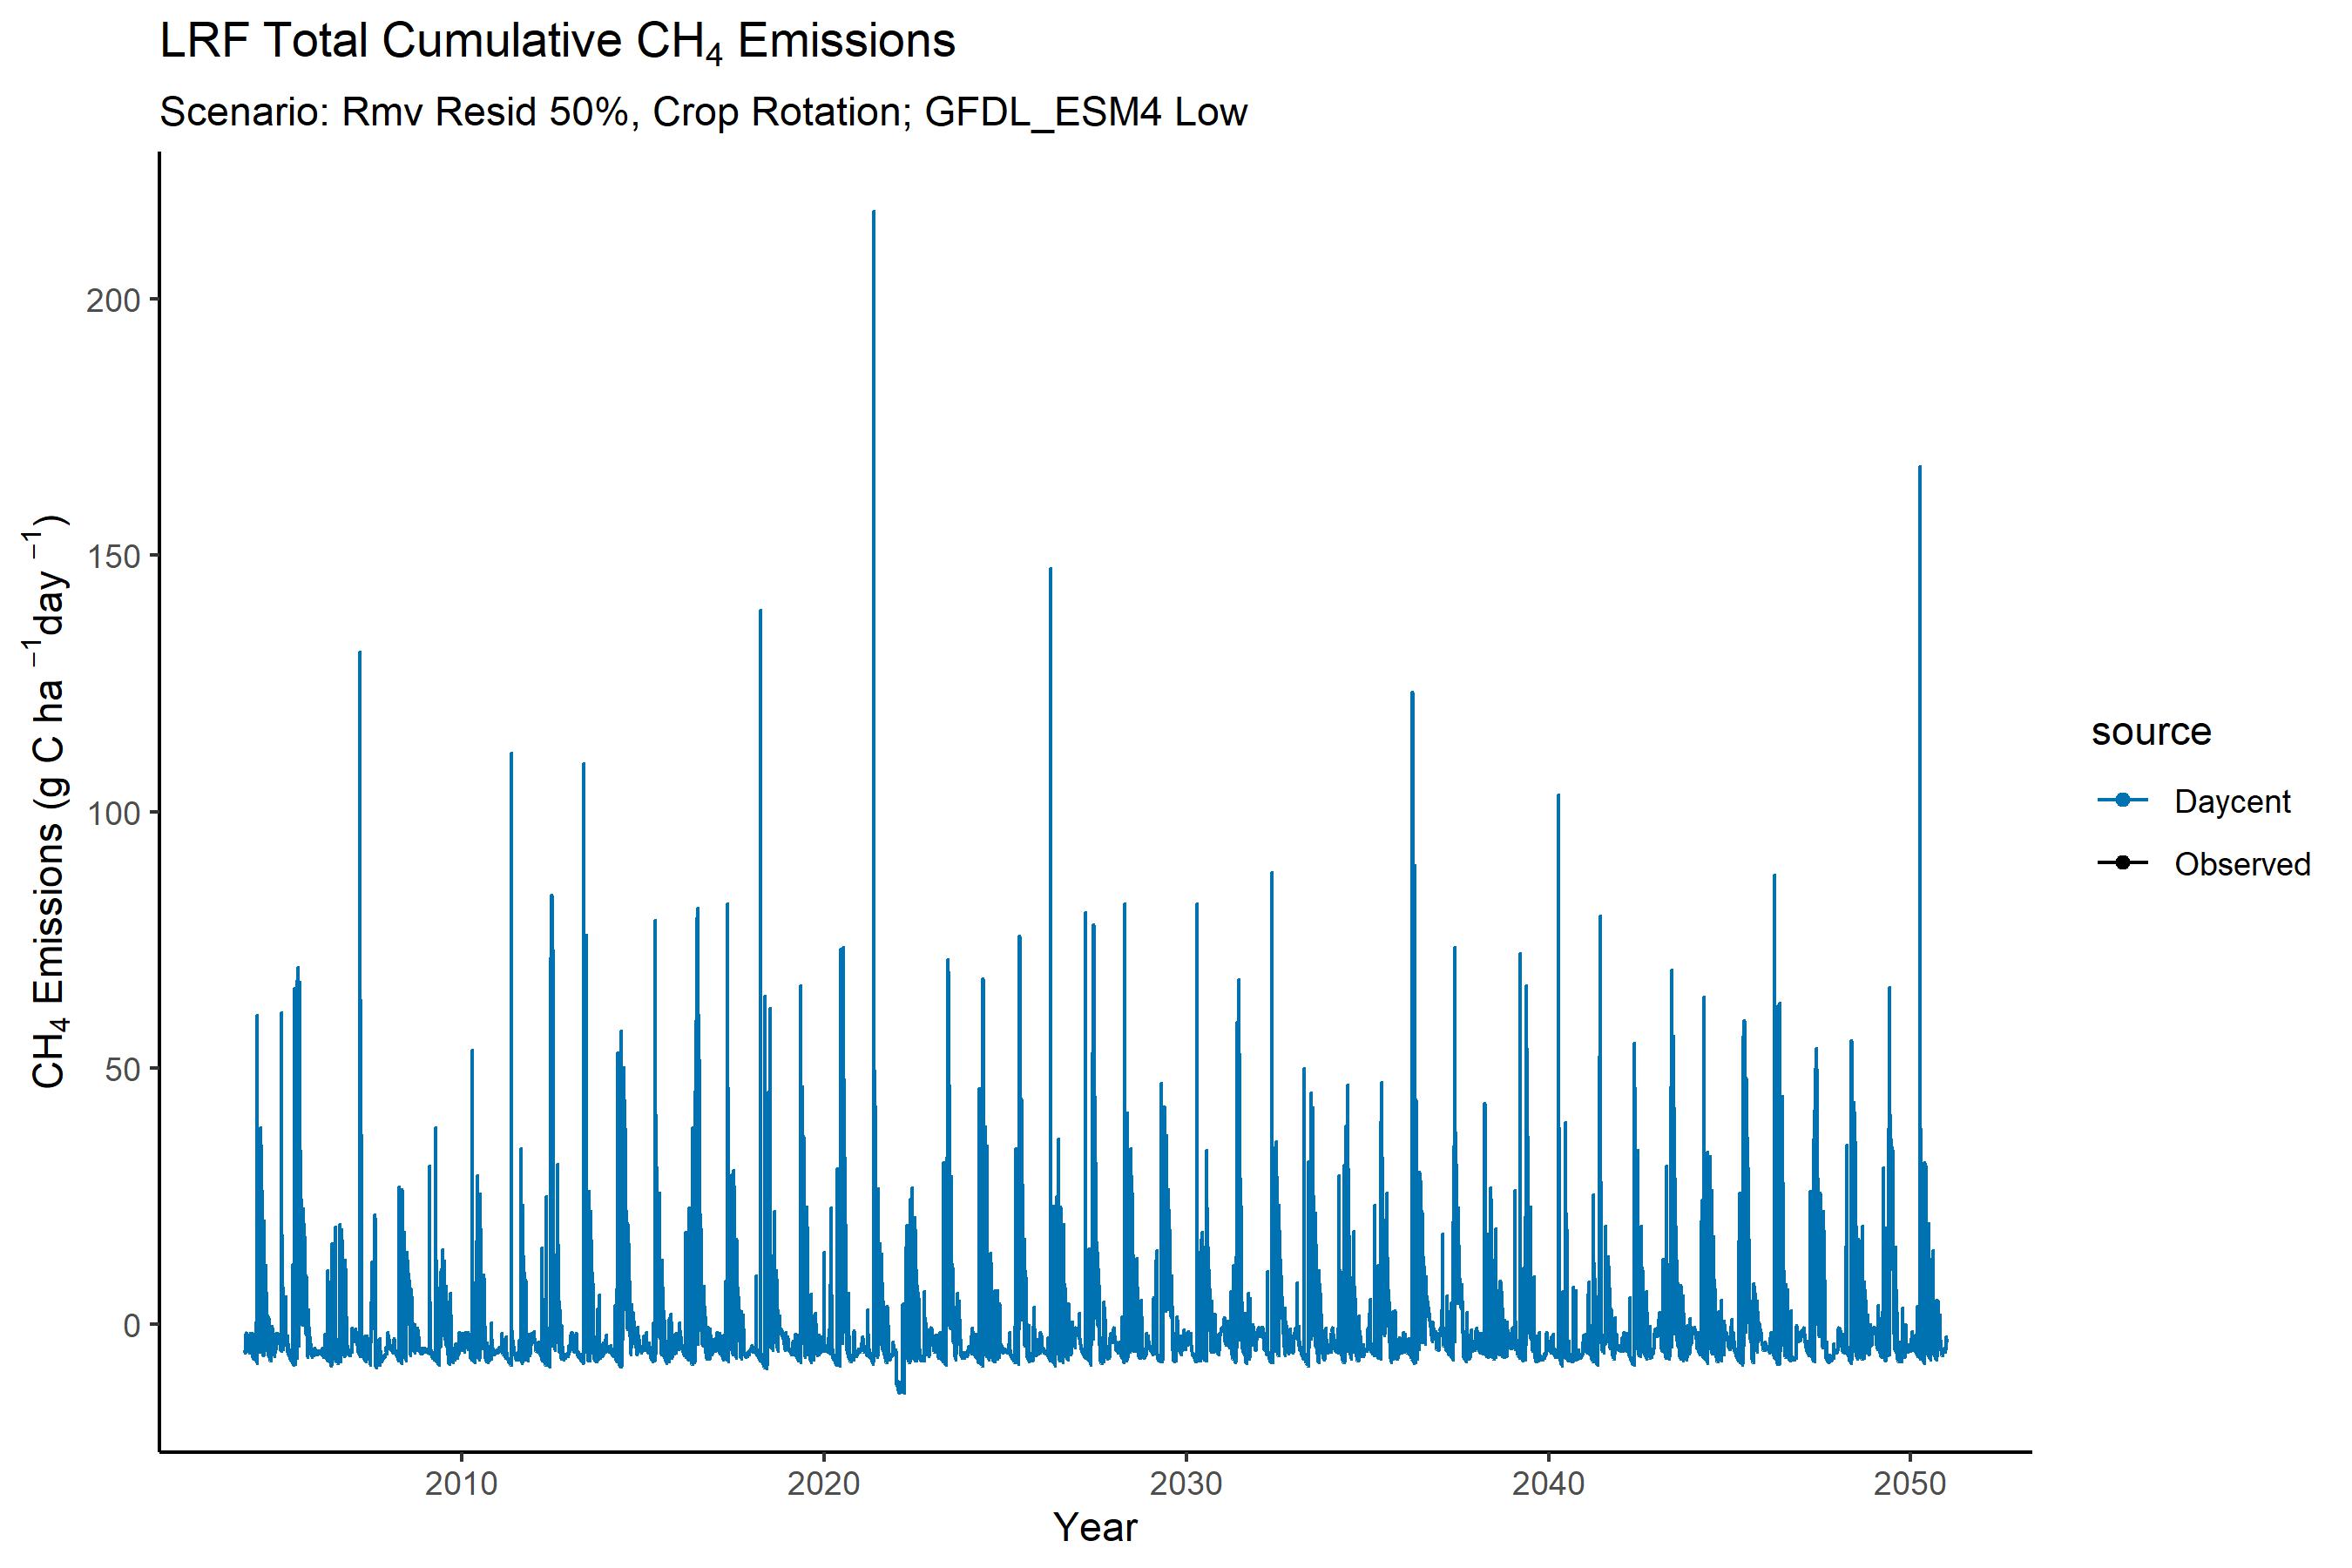 LRF Total Cumulative CH₄ Emissions
Scenario: Rmv Resid 50%, Crop Rotation; GFDL_ESM4 Low
CH₄ Emissions (g C ha ⁻¹day ⁻¹)
200
150
100
50
0
2010 2020 2030 2040 2050
Year
source
Daycent
Observed